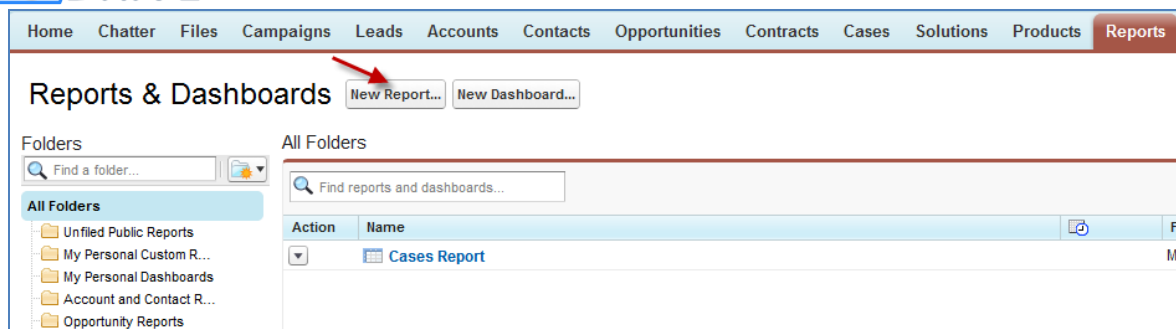 Home Chatter Files Campaigns Leads Accounts Contacts Opportunities Contracts Cases Solutions Products Reports
Reports & Dashboards New Report... New Dashboard...
Folders
Find a folder...
All Folders
Unfiled Public Reports
My Personal Custom R...
My Personal Dashboards
Account and Contact R...
Opportunity Reports
All Folders
Find reports and dashboards...
Action Name
Cases Report